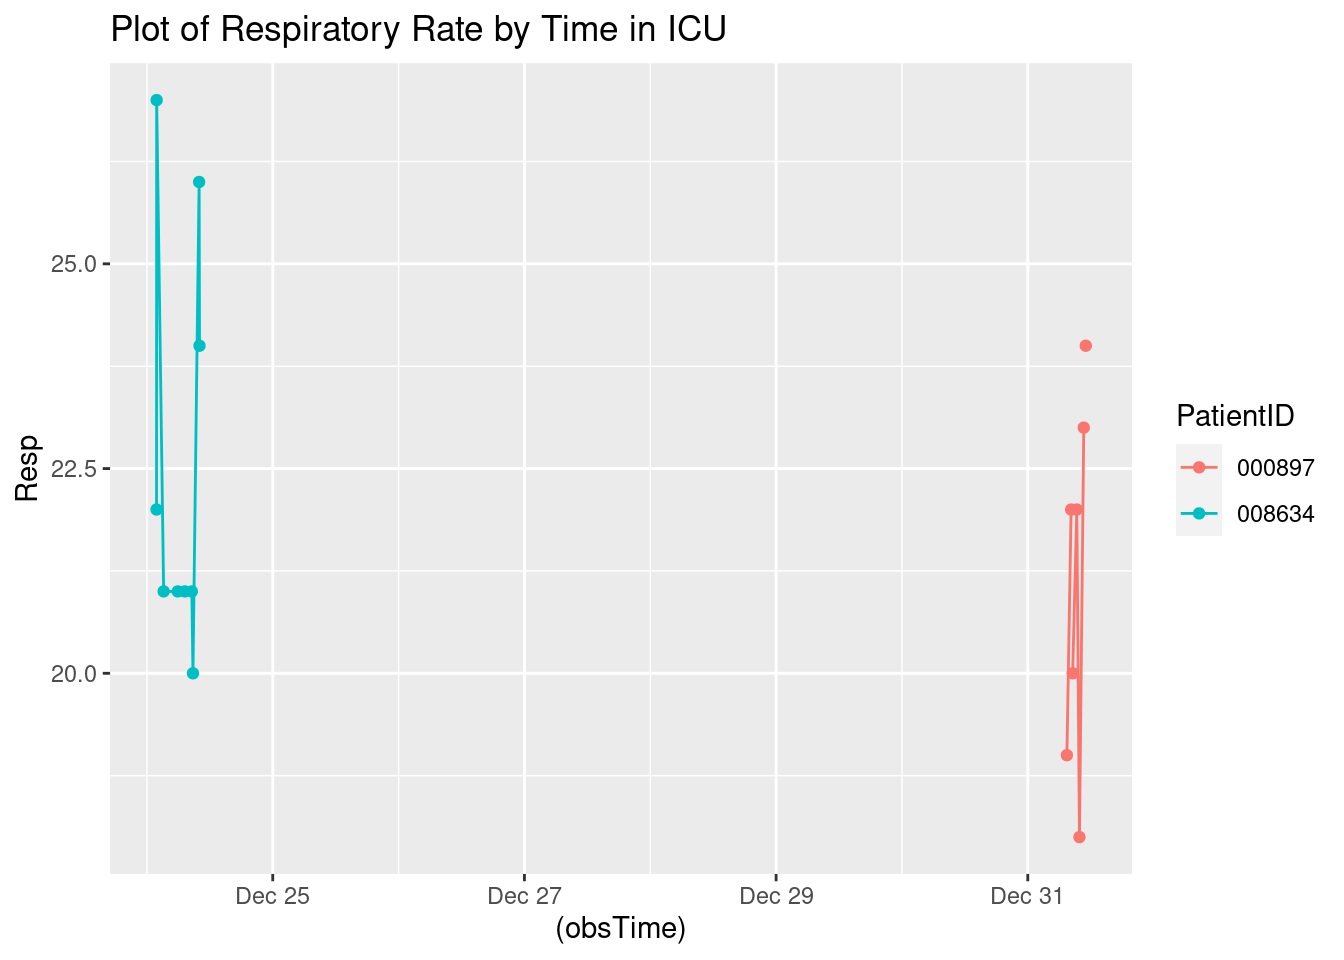 Plot of Respiratory Rate by Time in ICU
Resp
25.0
22.5
20.0
Dec 25
Dec 27
Dec 29
Dec 31
(obsTime)
PatientID
000897
008634